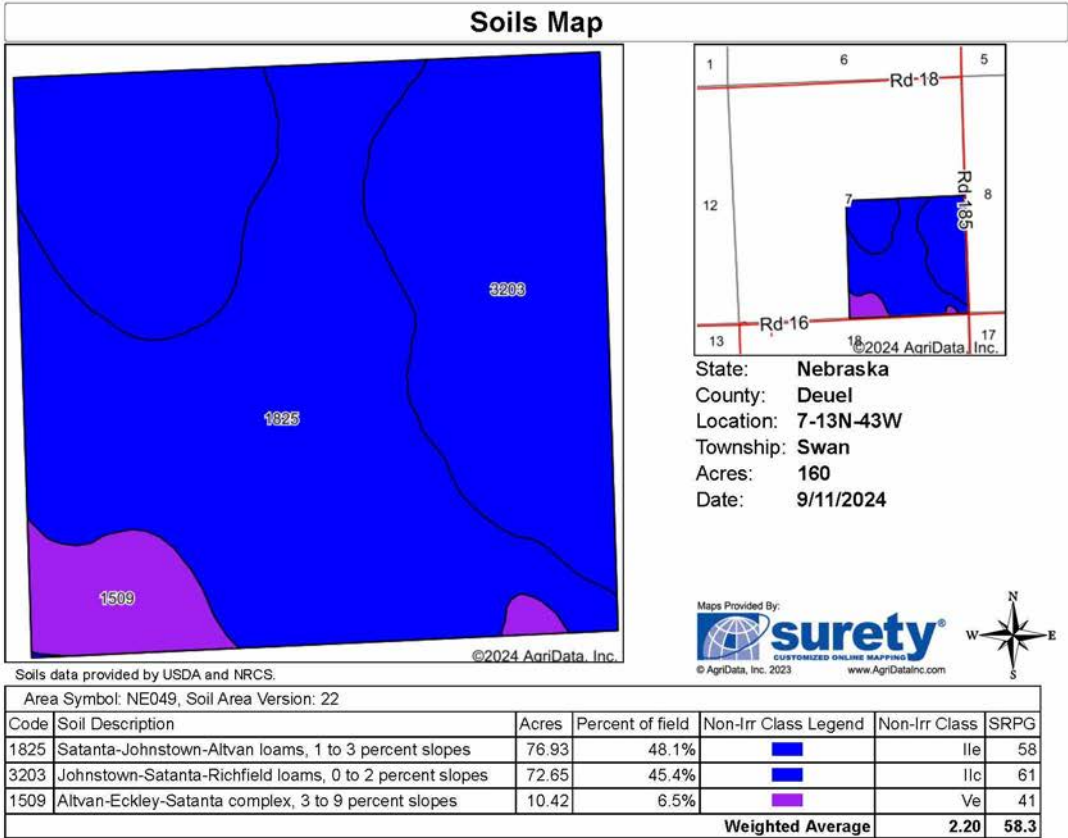 Soils Map
3203
1825
1509
©2024 AgriData, Inc.
1
6
5
Rd 18
12
7
8
Rd 185
Rd 16
13
18
17
©2024 AgriData, Inc.
State: Nebraska
County: Deuel
Location: 7-13N-43W
Township: Swan
Acres: 160
Date: 9/11/2024
Maps Provided By:
surety®
CUSTOMIZED ONLINE MAPPING
© AgriData, Inc. 2023 www.AgriDataInc.com
N
W E
S
Soils data provided by USDA and NRCS.
Area Symbol: NE049, Soil Area Version: 22
Code Soil Description Acres Percent of field Non-Irr Class Legend Non-Irr Class SRPG
1825 Satanta-Johnstown-Altvan loams, 1 to 3 percent slopes 76.93 48.1% IIe 58
3203 Johnstown-Satanta-Richfield loams, 0 to 2 percent slopes 72.65 45.4% IIc 61
1509 Altvan-Eckley-Satanta complex, 3 to 9 percent slopes 10.42 6.5% Ve 41
Weighted Average 2.20 58.3